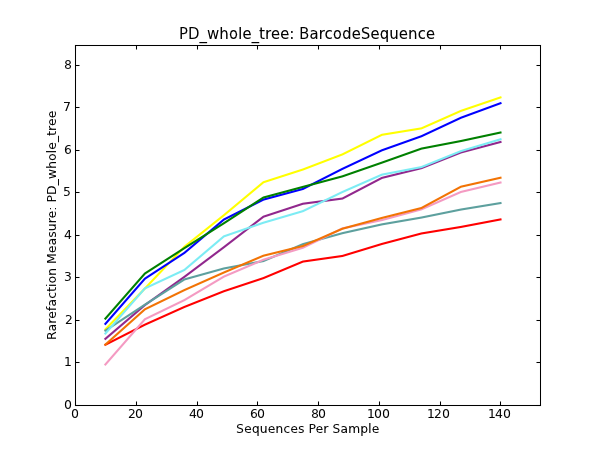 PD_whole_tree: BarcodeSequence
8
7
6
5
4
3
2
1
0
Rarefaction Measure: PD_whole_tree
0 20 40 60 80 100 120 140
Sequences Per Sample